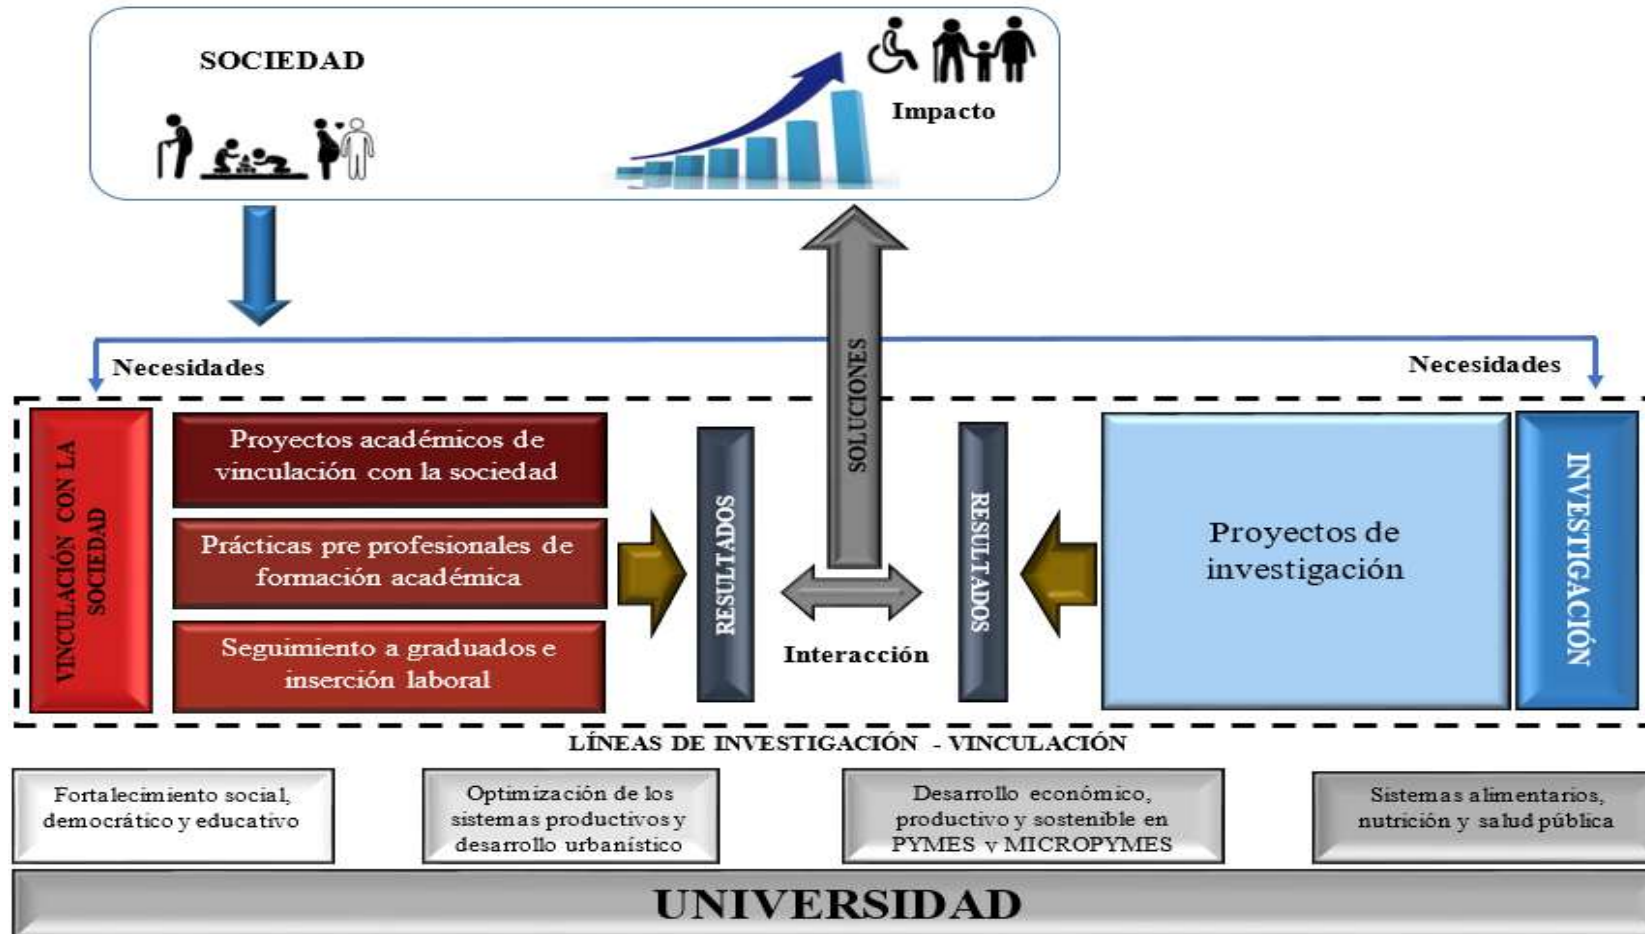 SOCIEDAD
Impacto
Necesidades
Necesidades
SOLUCIONES
VINCULACIÓN CON LA
SOCIEDAD
Proyectos académicos de
vinculación con la sociedad
Prácticas pre profesionales de
formación académica
Seguimiento a graduados e
inserción laboral
RESULTADOS
Interacción
RESULTADOS
Proyectos de
investigación
INVESTIGACIÓN
LÍNEAS DE INVESTIGACIÓN - VINCULACIÓN
Fortalecimiento social,
democrático y educativo
Optimización de los
sistemas productivos y
desarrollo urbanístico
Desarrollo económico,
productivo y sostenible en
PYMES y MICROPYMES
Sistemas alimentarios,
nutrición y salud pública
UNIVERSIDAD